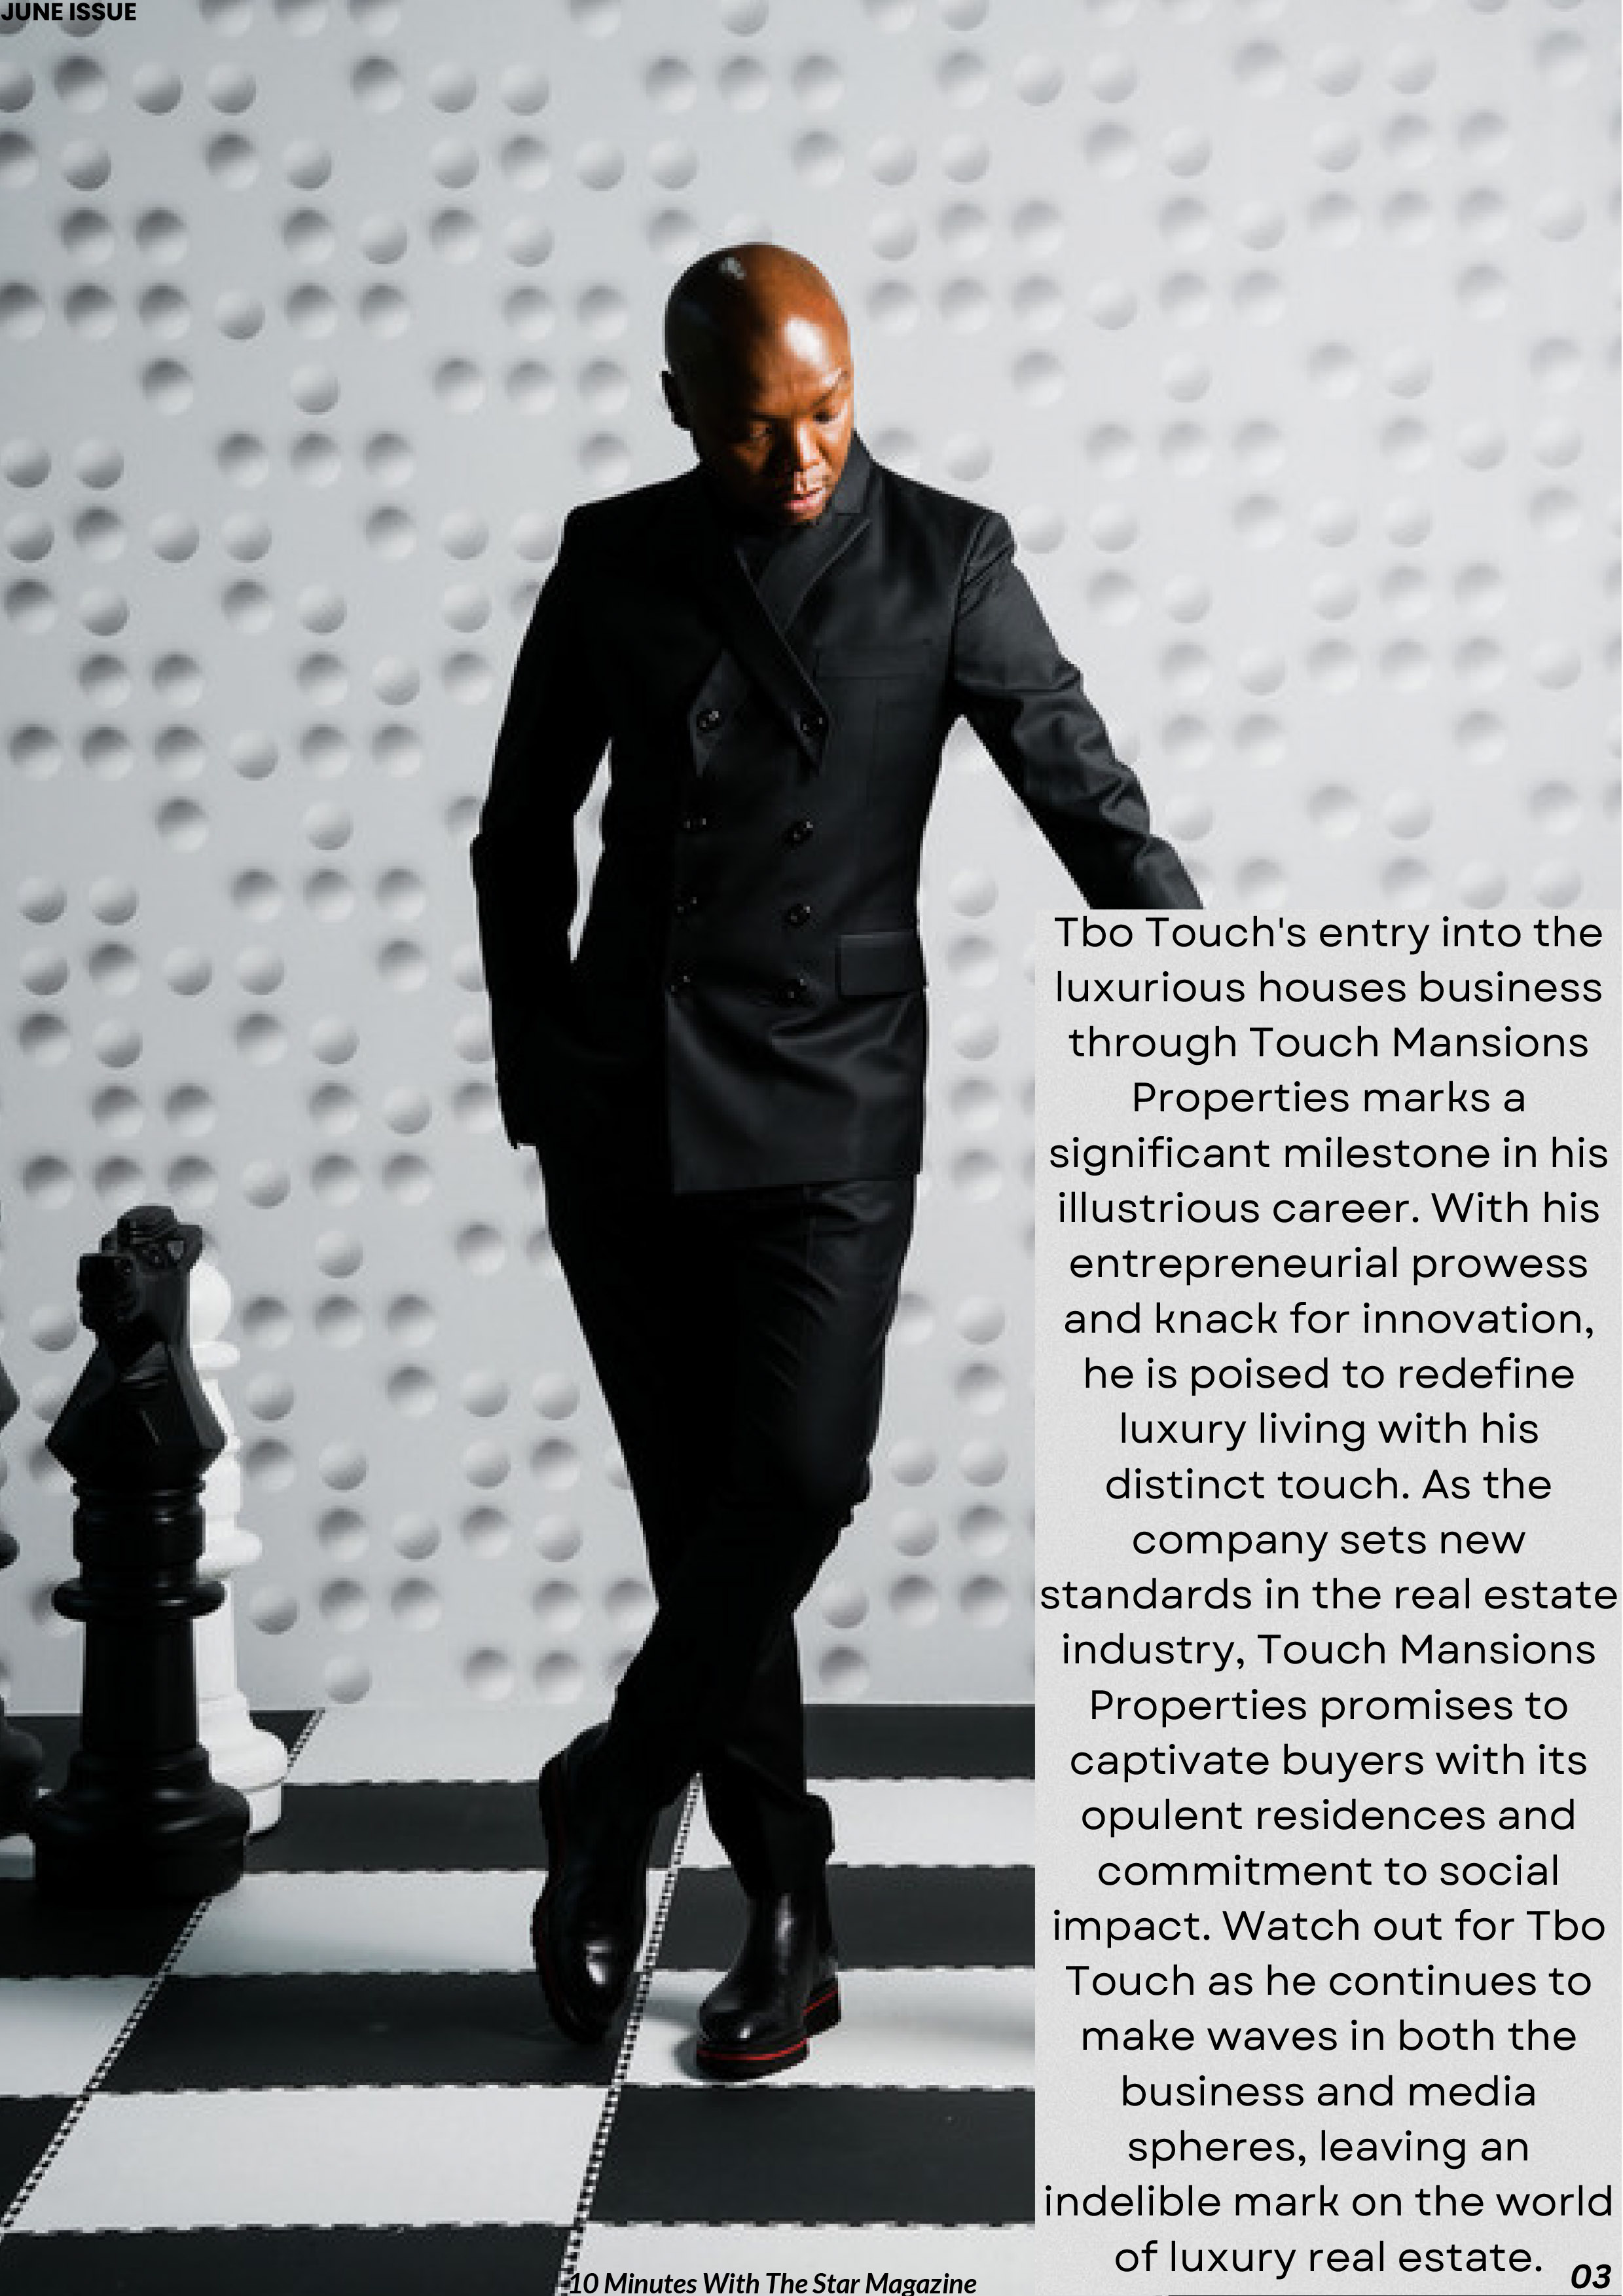 JUNE ISSUE
Tbo Touch's entry into the
luxurious houses business
through Touch Mansions
Properties marks a
significant milestone in his
illustrious career. With his
entrepreneurial prowess
and knack for innovation,
he is poised to redefine
luxury living with his
distinct touch. As the
company sets new
standards in the real estate
industry, Touch Mansions
Properties promises to
captivate buyers with its
opulent residences and
commitment to social
impact. Watch out for Tbo
Touch as he continues to
make waves in both the
business and media
spheres, leaving an
indelible mark on the world
of luxury real estate.
10 Minutes With The Star Magazine
03